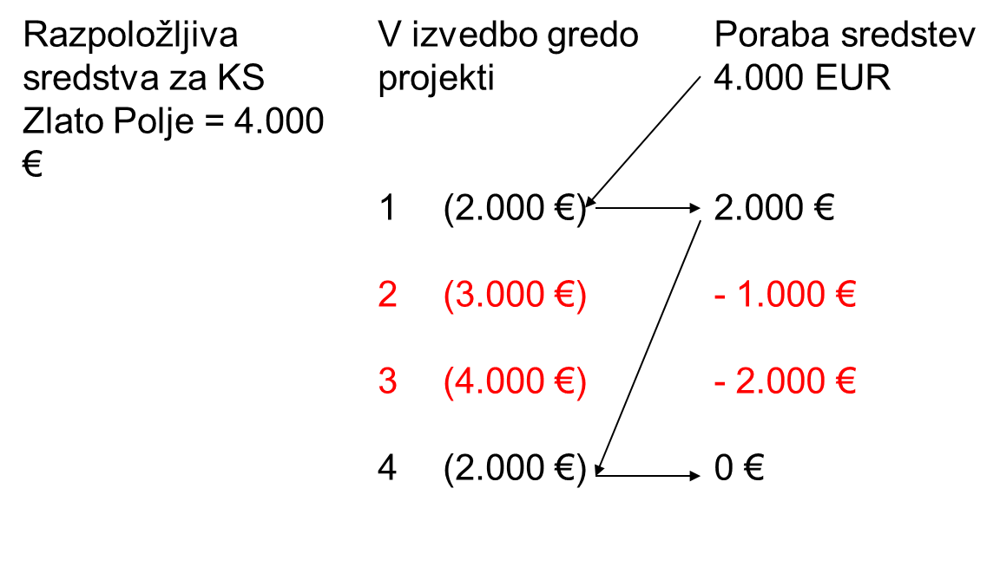 Razpoložljiva
sredstva za KS
Zlato Polje = 4.000
€
V izvedbo gredo
projekti
Poraba sredstev
4.000 EUR
1 (2.000 €) 2.000 €
2 (3.000 €) - 1.000 €
3 (4.000 €) - 2.000 €
4 (2.000 €) 0 €